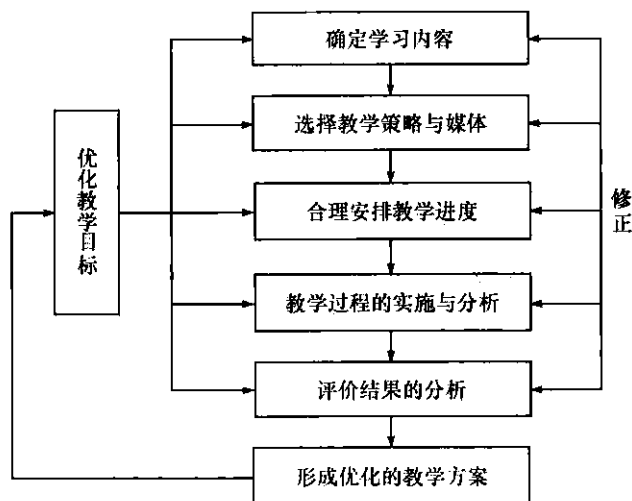 确定学习内容
选择教学策略与媒体
合理安排教学进度
教学过程的实施与分析
评价结果的分析
形成优化的教学方案
优化教学目标
修正